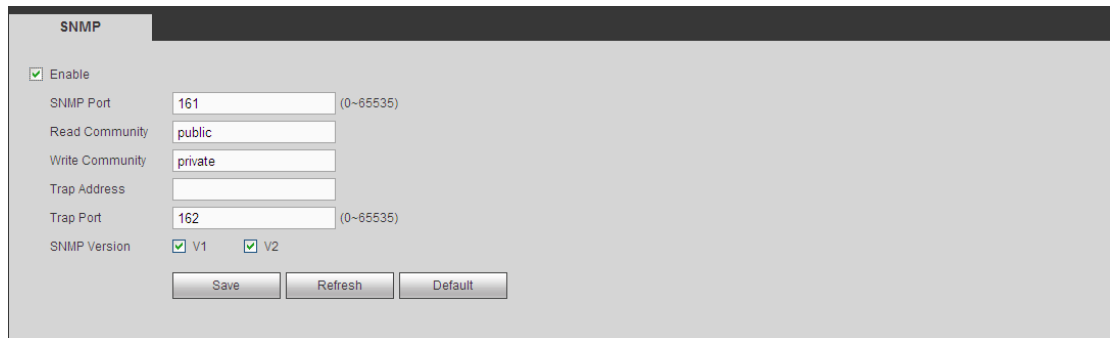 SNMP
Enable
SNMP Port 161 (0~65535)
Read Community public
Write Community private
Trap Address
Trap Port 162 (0~65535)
SNMP Version V1 V2
Save Refresh Default